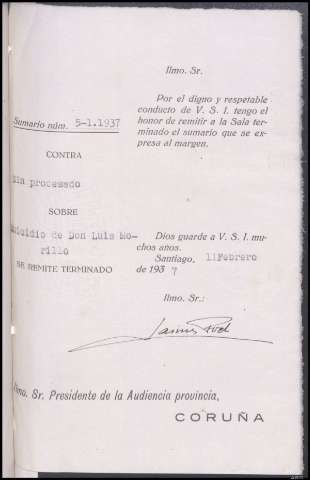 Ilmo. Sr.
Por el digno y respetable
conducto de V. S. I. tengo el
honor de remitir a la Sala ter-
minado el sumario que se ex-
presa al margen.
Sumario núm. 5-1.1937
CONTRA
Sin procesado
SOBRE
de Don Luis Mo-
rillo
SE REMITE TERMINADO
Dios guarde a V. S. I. mu-
chos años.
Santiago, 11 Febrero
de 1937
Ilmo. Sr.:
Ilmo. Sr. Presidente de la Audiencia provincia,
CORUÑA